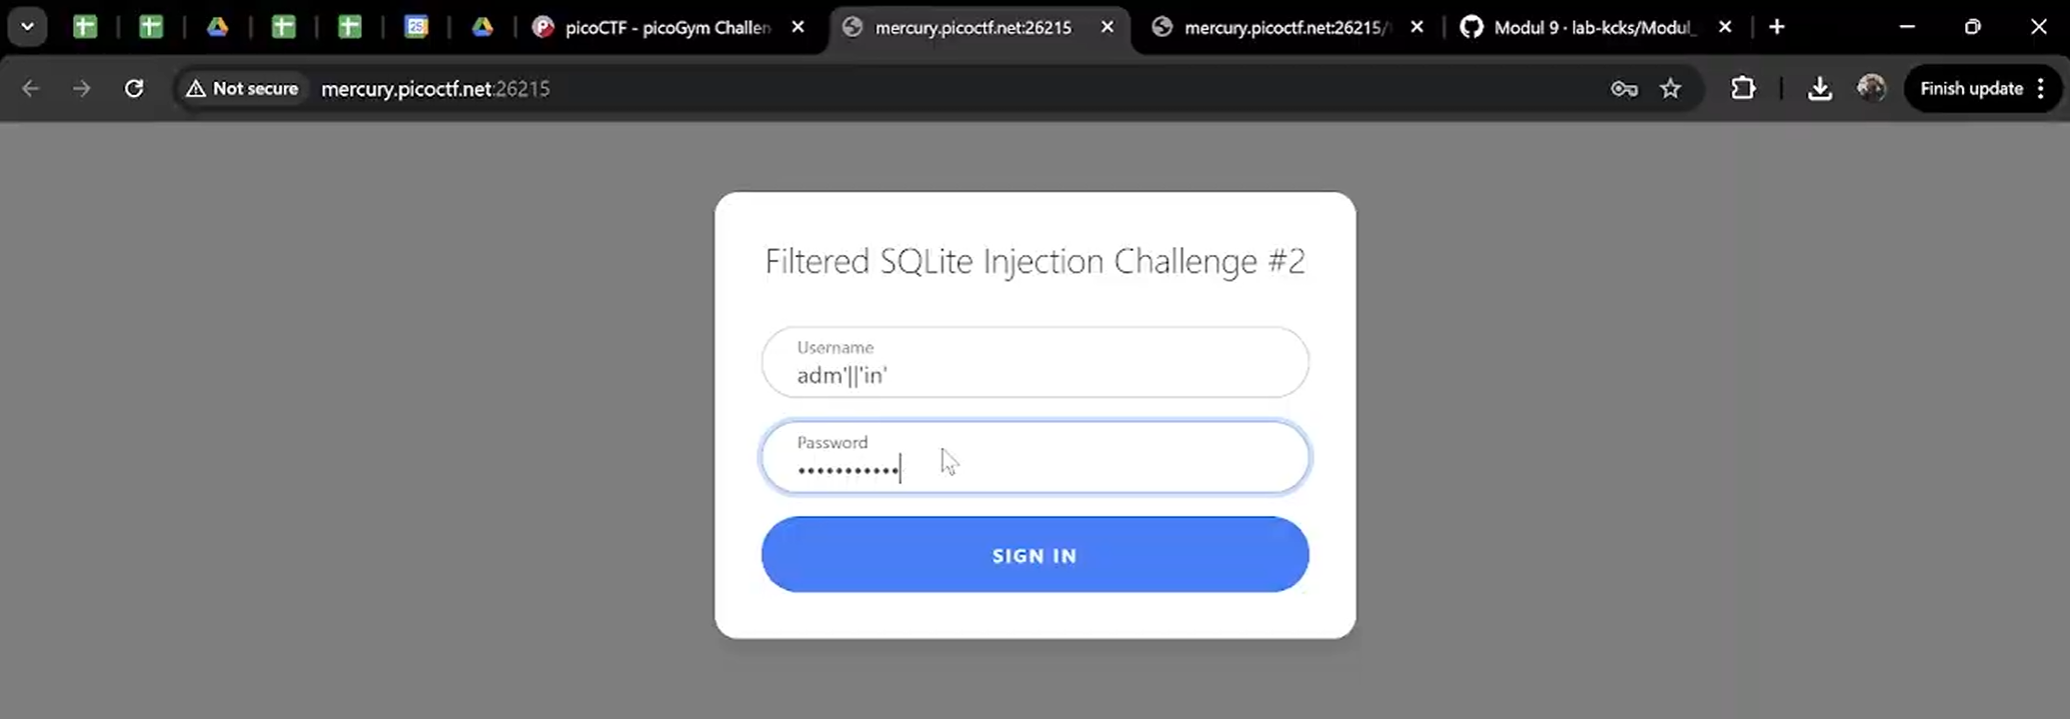 picoCTF - picoGym Challen
mercury.picoctf.net:26215
mercury.picoctf.net:26215/
Modul 9 · lab-kcks/Modul_
Not secure
mercury.picoctf.net:26215
Finish update
Filtered SQLite Injection Challenge #2
Username
adm'||'in'
Password
•••••••••••
SIGN IN